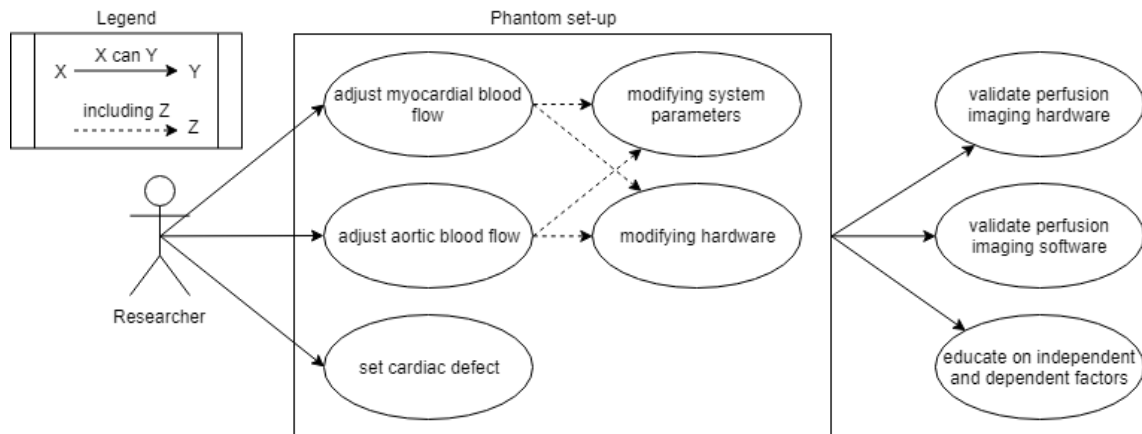 Legend
X
X can Y
Y
including Z
Z
Phantom set-up
adjust myocardial blood
flow
modifying system
parameters
validate perfusion
imaging hardware
adjust aortic blood flow
modifying hardware
validate perfusion
imaging software
Researcher
set cardiac defect
educate on independent
and dependent factors